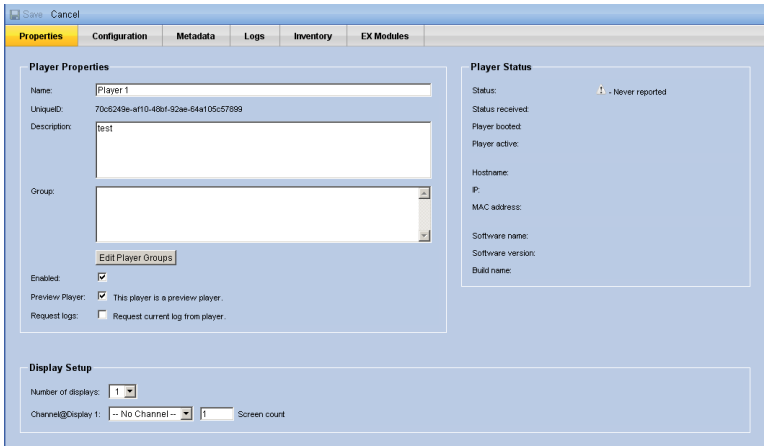 Save Cancel
Properties Configuration Metadata Logs Inventory EX Modules
Player Properties
Name: Player 1
UniqueID: 70c6249e-af10-48bf-92ae-64a105c57899
Description: test
Group:
Edit Player Groups
Enabled:
Preview Player: This player is a preview player.
Request logs: Request current log from player.
Player Status
Status: - Never reported
Status received:
Player booted:
Player active:
Hostname:
IP:
MAC address:
Software name:
Software version:
Build name:
Display Setup
Number of displays: 1
Channel@Display 1: -- No Channel -- 1 Screen count